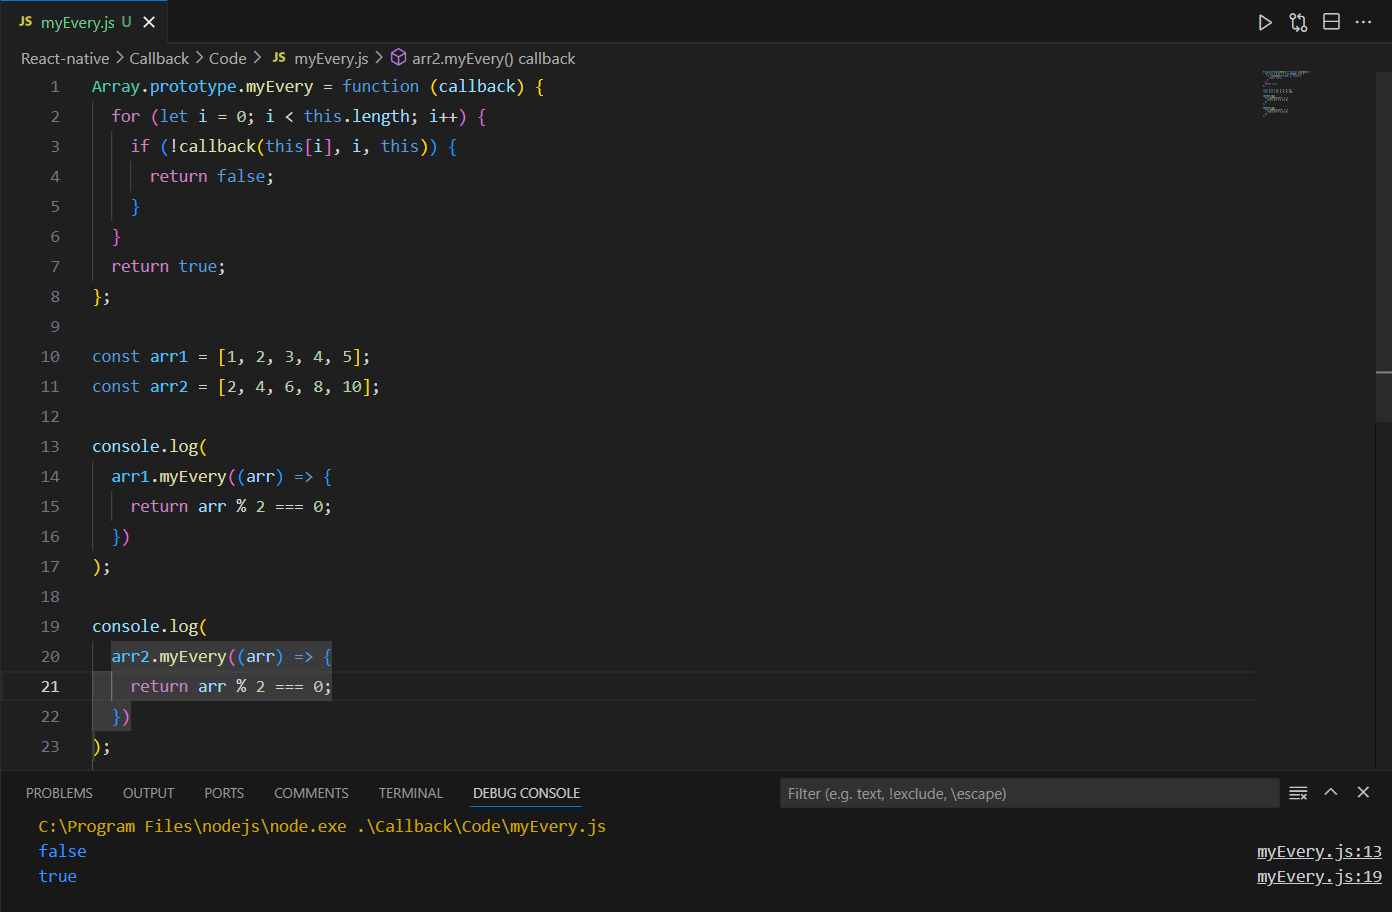 JS myEvery.js U
React-native > Callback > Code > JS myEvery.js > arr2.myEvery() callback
1 Array.prototype.myEvery = function (callback) {
2   for (let i = 0; i < this.length; i++) {
3     if (!callback(this[i], i, this)) {
4       return false;
5     }
6   }
7   return true;
8 };
9
10 const arr1 = [1, 2, 3, 4, 5];
11 const arr2 = [2, 4, 6, 8, 10];
12
13 console.log(
14   arr1.myEvery((arr) => {
15     return arr % 2 === 0;
16   })
17 );
18
19 console.log(
20   arr2.myEvery((arr) => {
21     return arr % 2 === 0;
22   })
23 );
PROBLEMS OUTPUT PORTS COMMENTS TERMINAL DEBUG CONSOLE Filter (e.g. text, !exclude, \escape)
C:\Program Files\nodejs\node.exe .\Callback\Code\myEvery.js
false myEvery.js:13
true myEvery.js:19